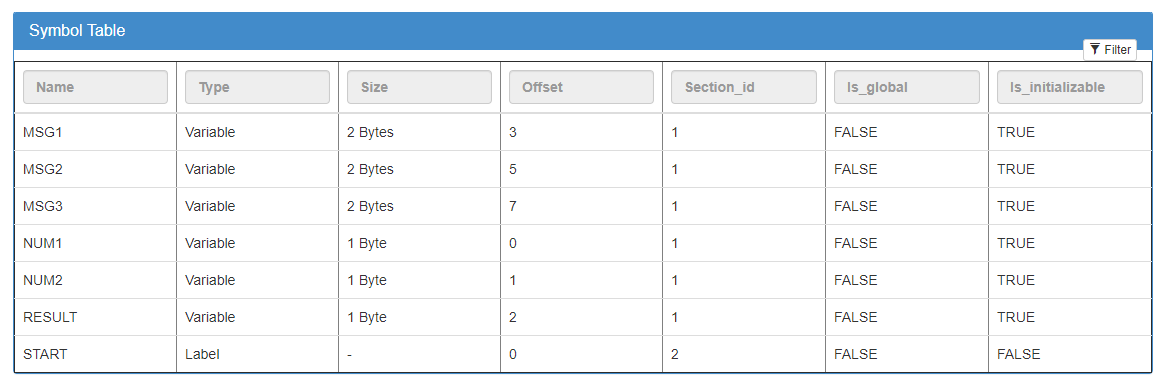 Symbol Table
Filter
Name Type Size Offset Section_id Is_global Is_initializable
MSG1 Variable 2 Bytes 3 1 FALSE TRUE
MSG2 Variable 2 Bytes 5 1 FALSE TRUE
MSG3 Variable 2 Bytes 7 1 FALSE TRUE
NUM1 Variable 1 Byte 0 1 FALSE TRUE
NUM2 Variable 1 Byte 1 1 FALSE TRUE
RESULT Variable 1 Byte 2 1 FALSE TRUE
START Label - 0 2 FALSE FALSE